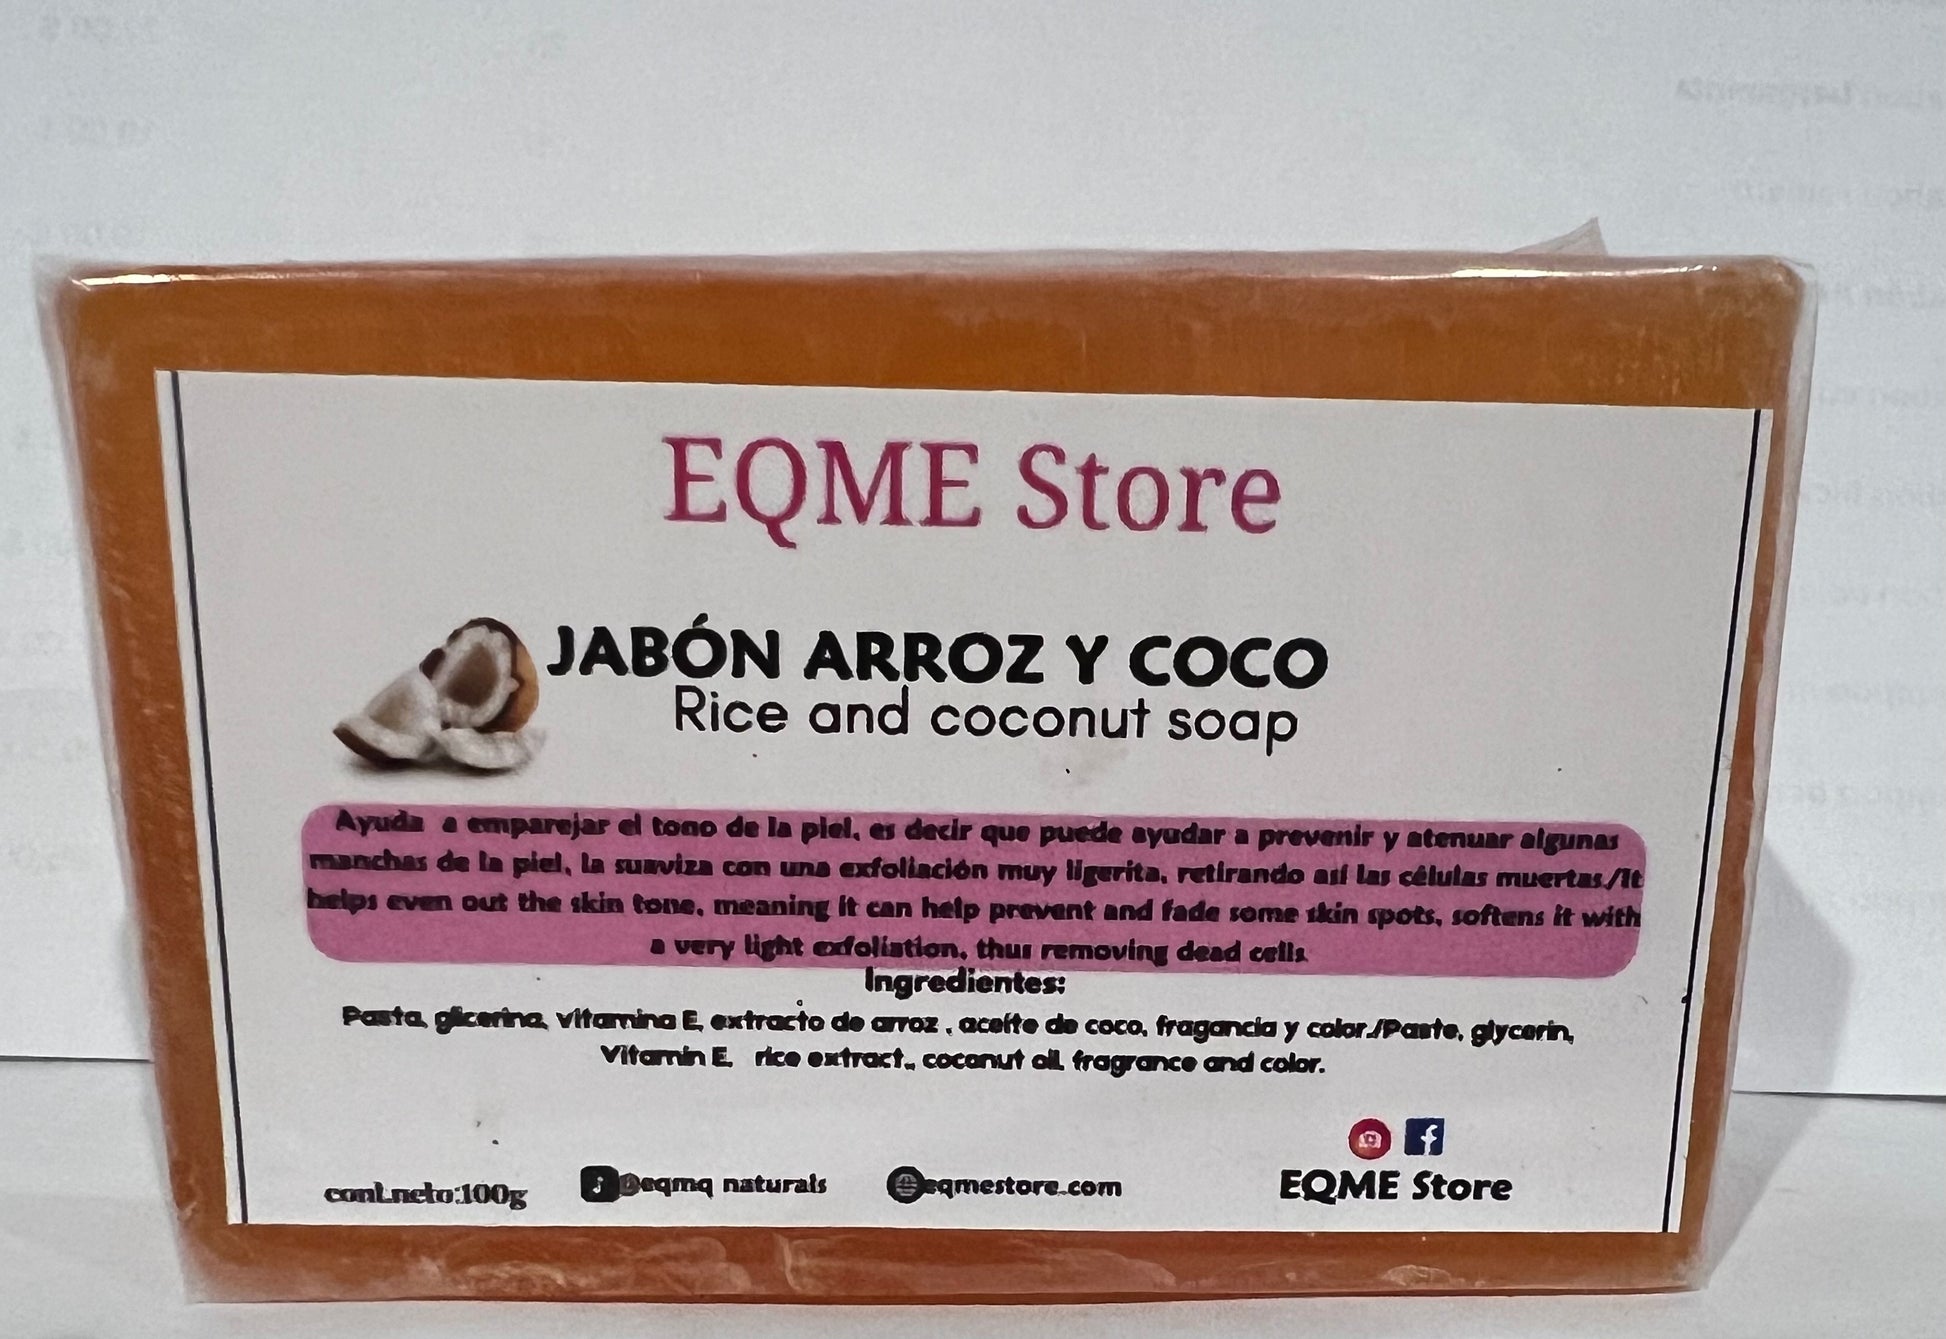 EQME Store
JABÓN ARROZ Y COCO
Rice and coconut soap
Ayuda a emparejar el tono de la piel, es decir que puede ayudar a prevenir y atenuar algunas
manchas de la piel, la suaviza con una exfoliación muy ligerita, retirando así las células muertas/It
helps even out the skin tone, meaning it can help prevent and fade some skin spots, softens it with
a very light exfoliation, thus removing dead cells
Ingredientes:
Pasta, glicerina, vitamina E, extracto de arroz , aceite de coco, fragancia y color./Paste, glycerin,
Vitamin E, rice extract,, coconut oil, fragrance and color.
cont.neto:100g
@eqmq naturals
eqmestore.com
EQME Store